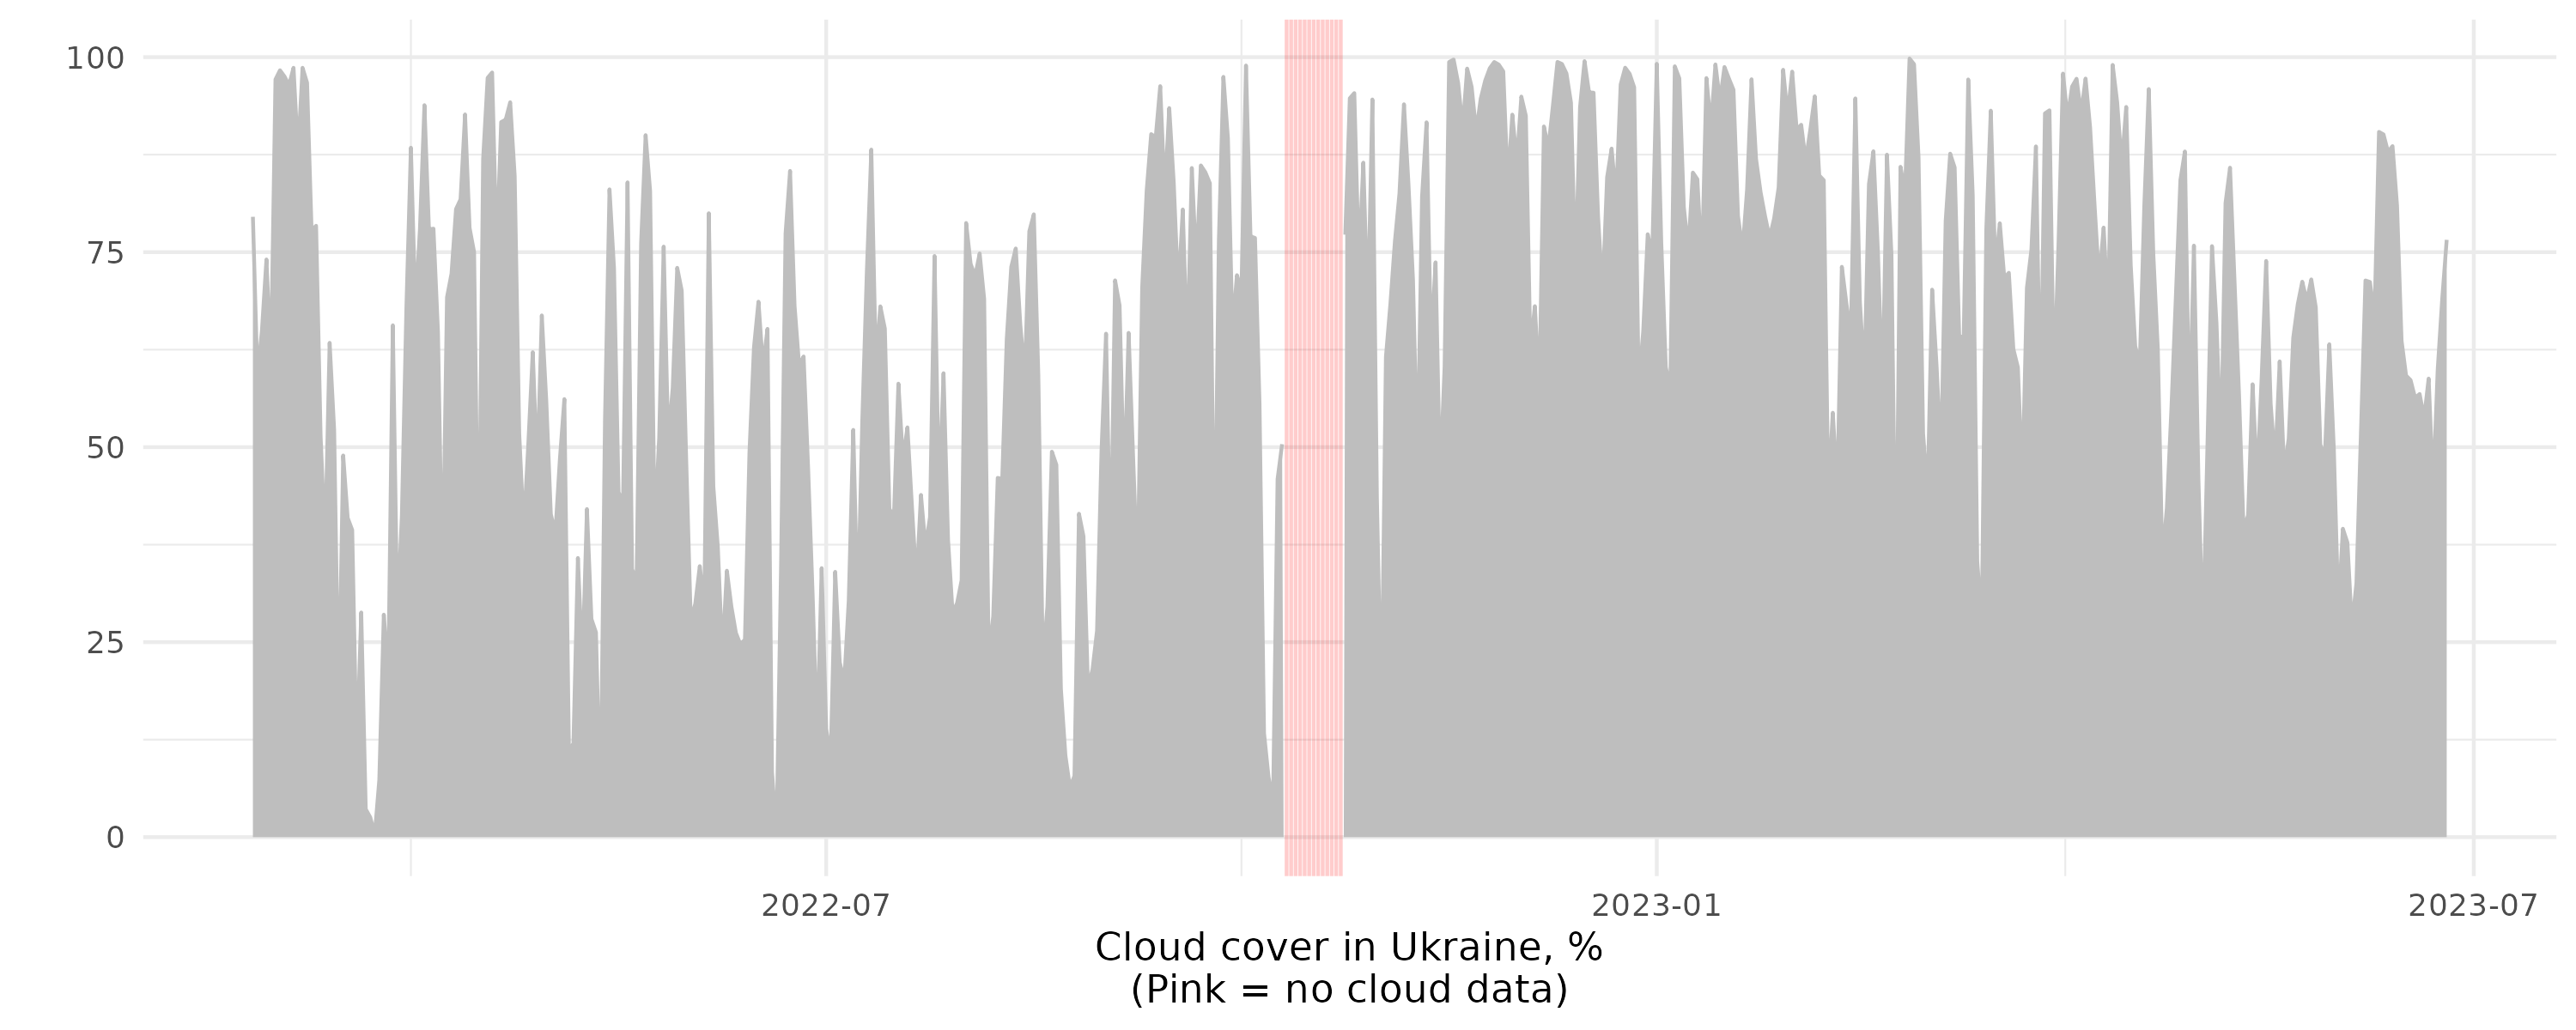 100
75
50
25
0
2022-07 2023-01 2023-07
Cloud cover in Ukraine, %
(Pink = no cloud data)